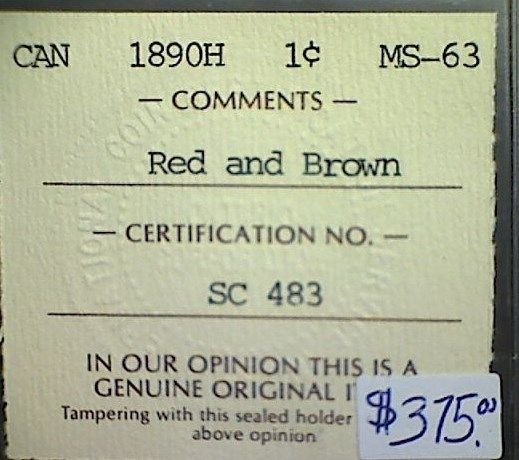 CAN 1890H 1¢ MS-63
— COMMENTS —
Red and Brown
— CERTIFICATION NO. —
SC 483
IN OUR OPINION THIS IS A
GENUINE ORIGINAL
Tampering with this sealed holder
above opinion
$375.00